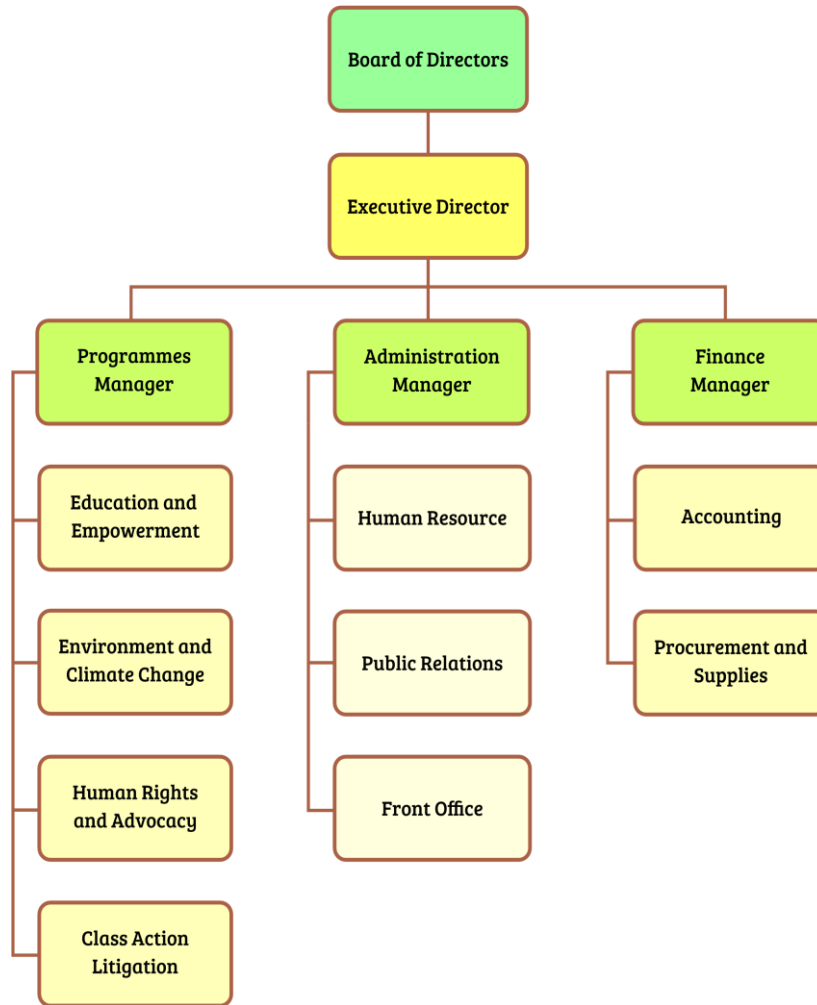 Board of Directors
Executive Director
Programmes
Manager
Education and
Empowerment
Environment and
Climate Change
Human Rights
and Advocacy
Class Action
Litigation
Administration
Manager
Human Resource
Public Relations
Front Office
Finance
Manager
Accounting
Procurement and
Supplies